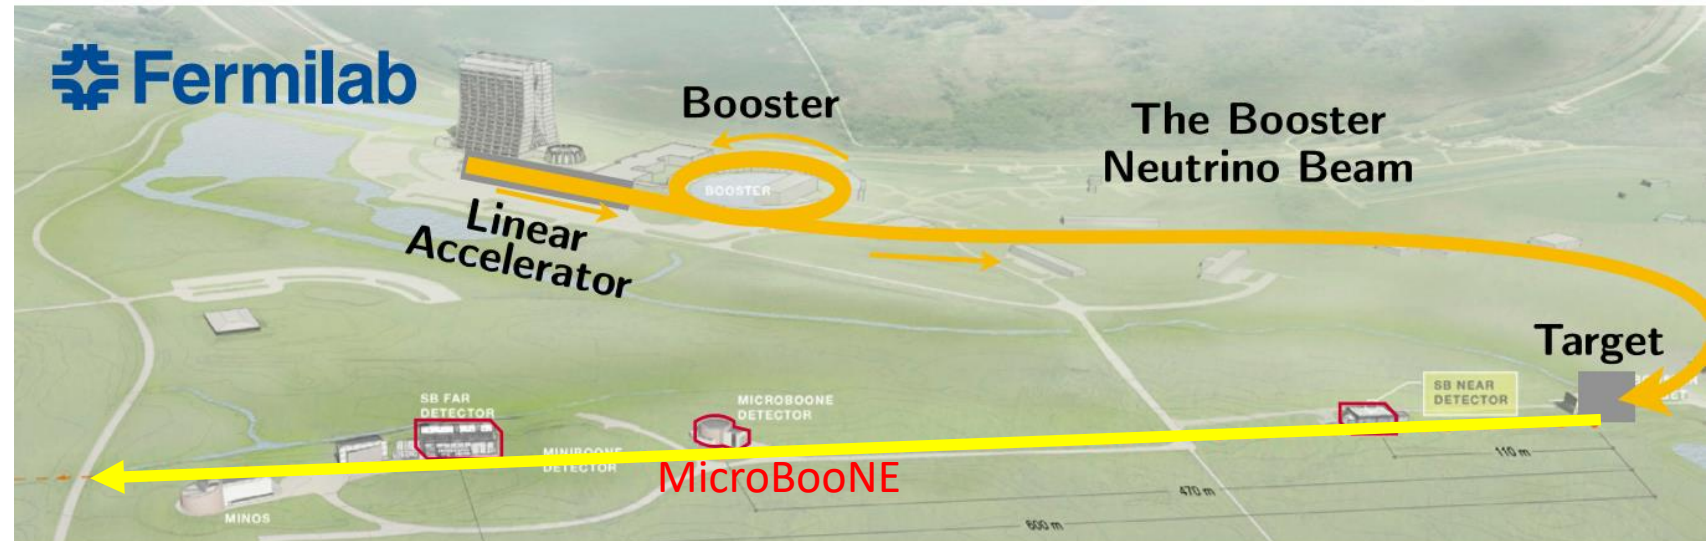 Fermilab
Booster
The Booster
Neutrino Beam
BOOSTER
Linear
Accelerator
Target
SB NEAR
DETECTOR
SB FAR
DETECTOR
MICROBOONE
DETECTOR
MINIBOONE
DETECTOR
MicroBooNE
110 m
470 m
600 m
MINOS